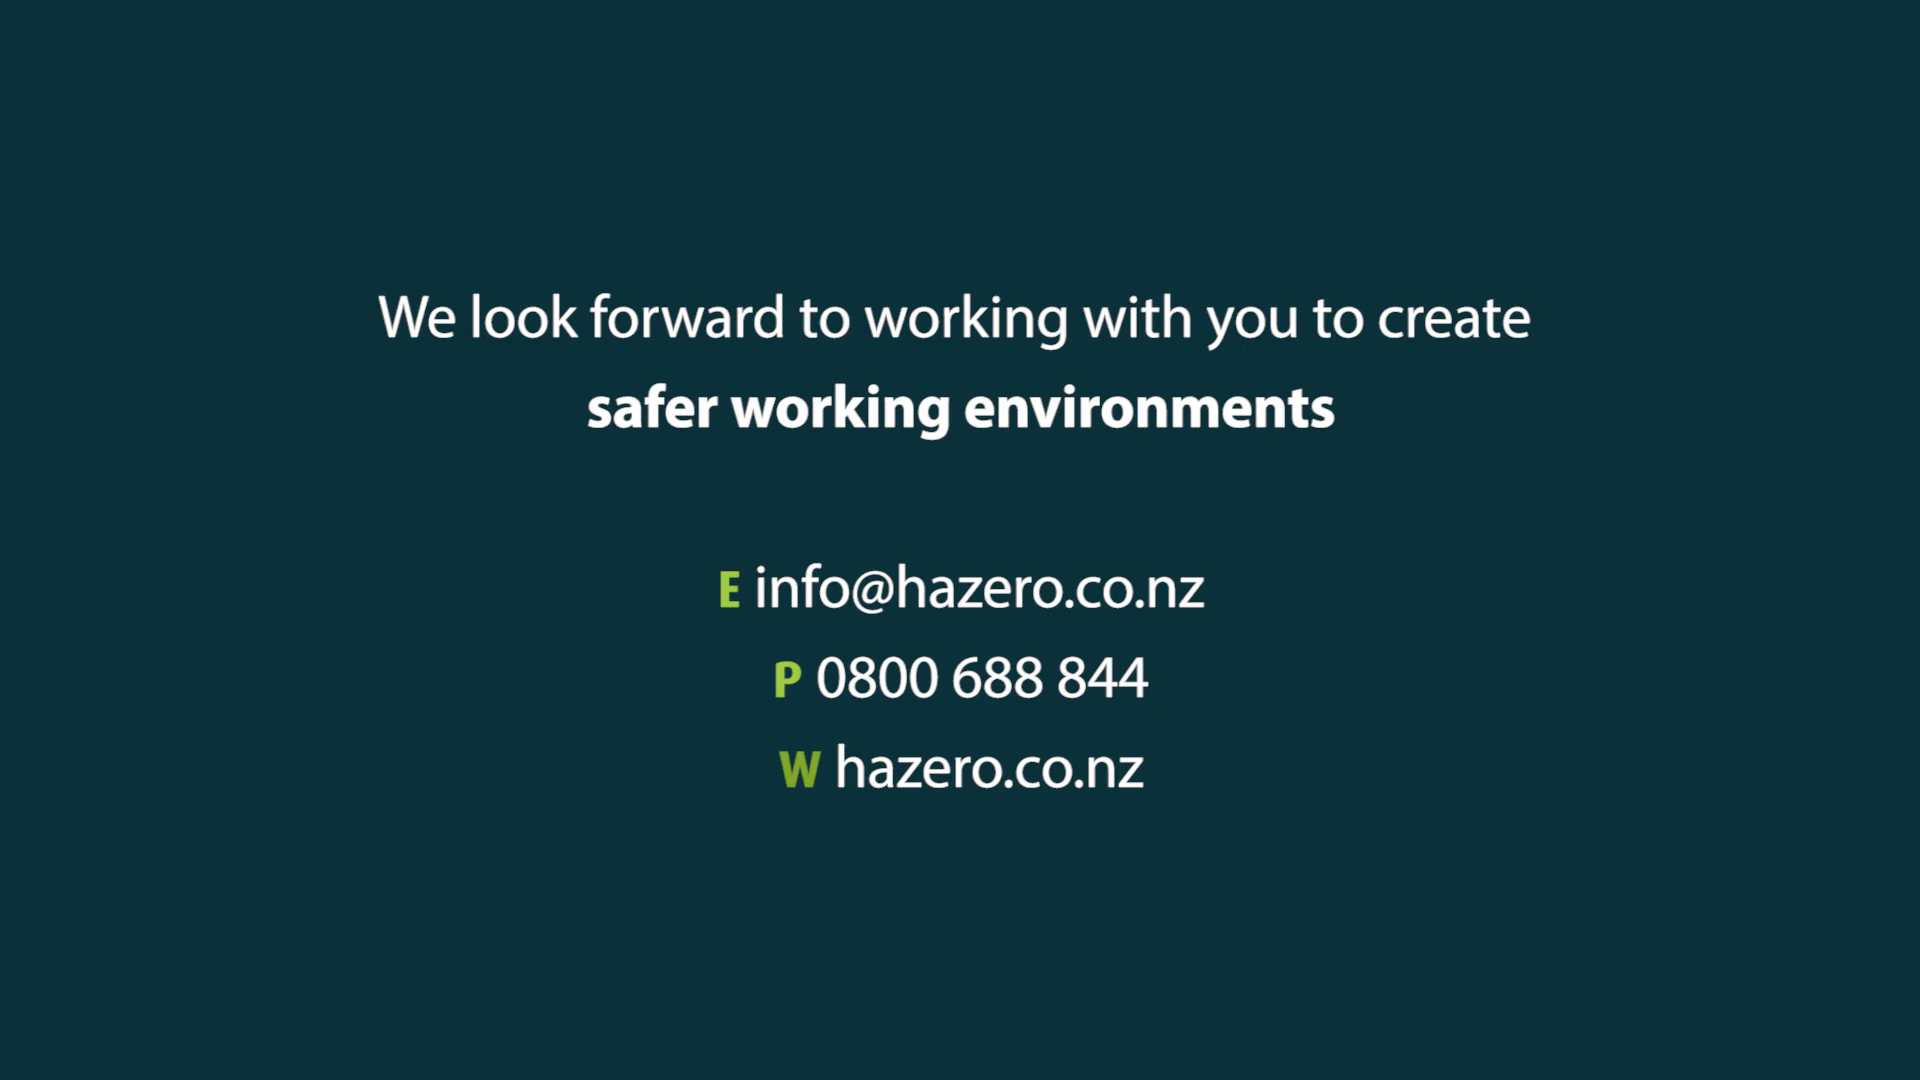 We look forward to working with you to create
safer working environments
E info@hazero.co.nz
P 0800 688 844
W hazero.co.nz